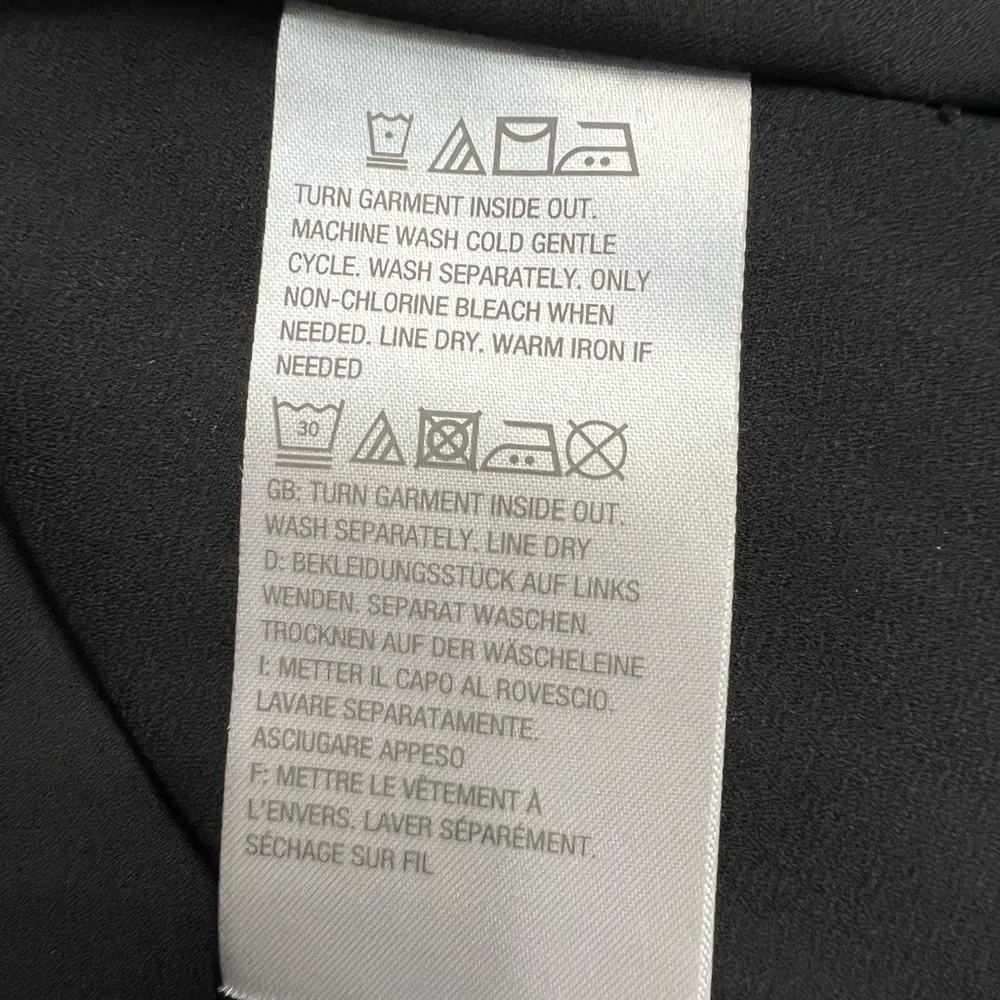 TURN GARMENT INSIDE OUT.
MACHINE WASH COLD GENTLE
CYCLE. WASH SEPARATELY. ONLY
NON-CHLORINE BLEACH WHEN
NEEDED. LINE DRY. WARM IRON IF
NEEDED
30
GB: TURN GARMENT INSIDE OUT.
WASH SEPARATELY. LINE DRY
D: BEKLEIDUNGSSTÜCK AUF LINKS
WENDEN. SEPARAT WASCHEN.
TROCKNEN AUF DER WÄSCHELEINE
I: METTER IL CAPO AL ROVESCIO.
LAVARE SEPARATAMENTE.
ASCIUGARE APPESO
F: METTRE LE VÊTEMENT À
L'ENVERS. LAVER SÉPARÉMENT.
SÉCHAGE SUR FIL